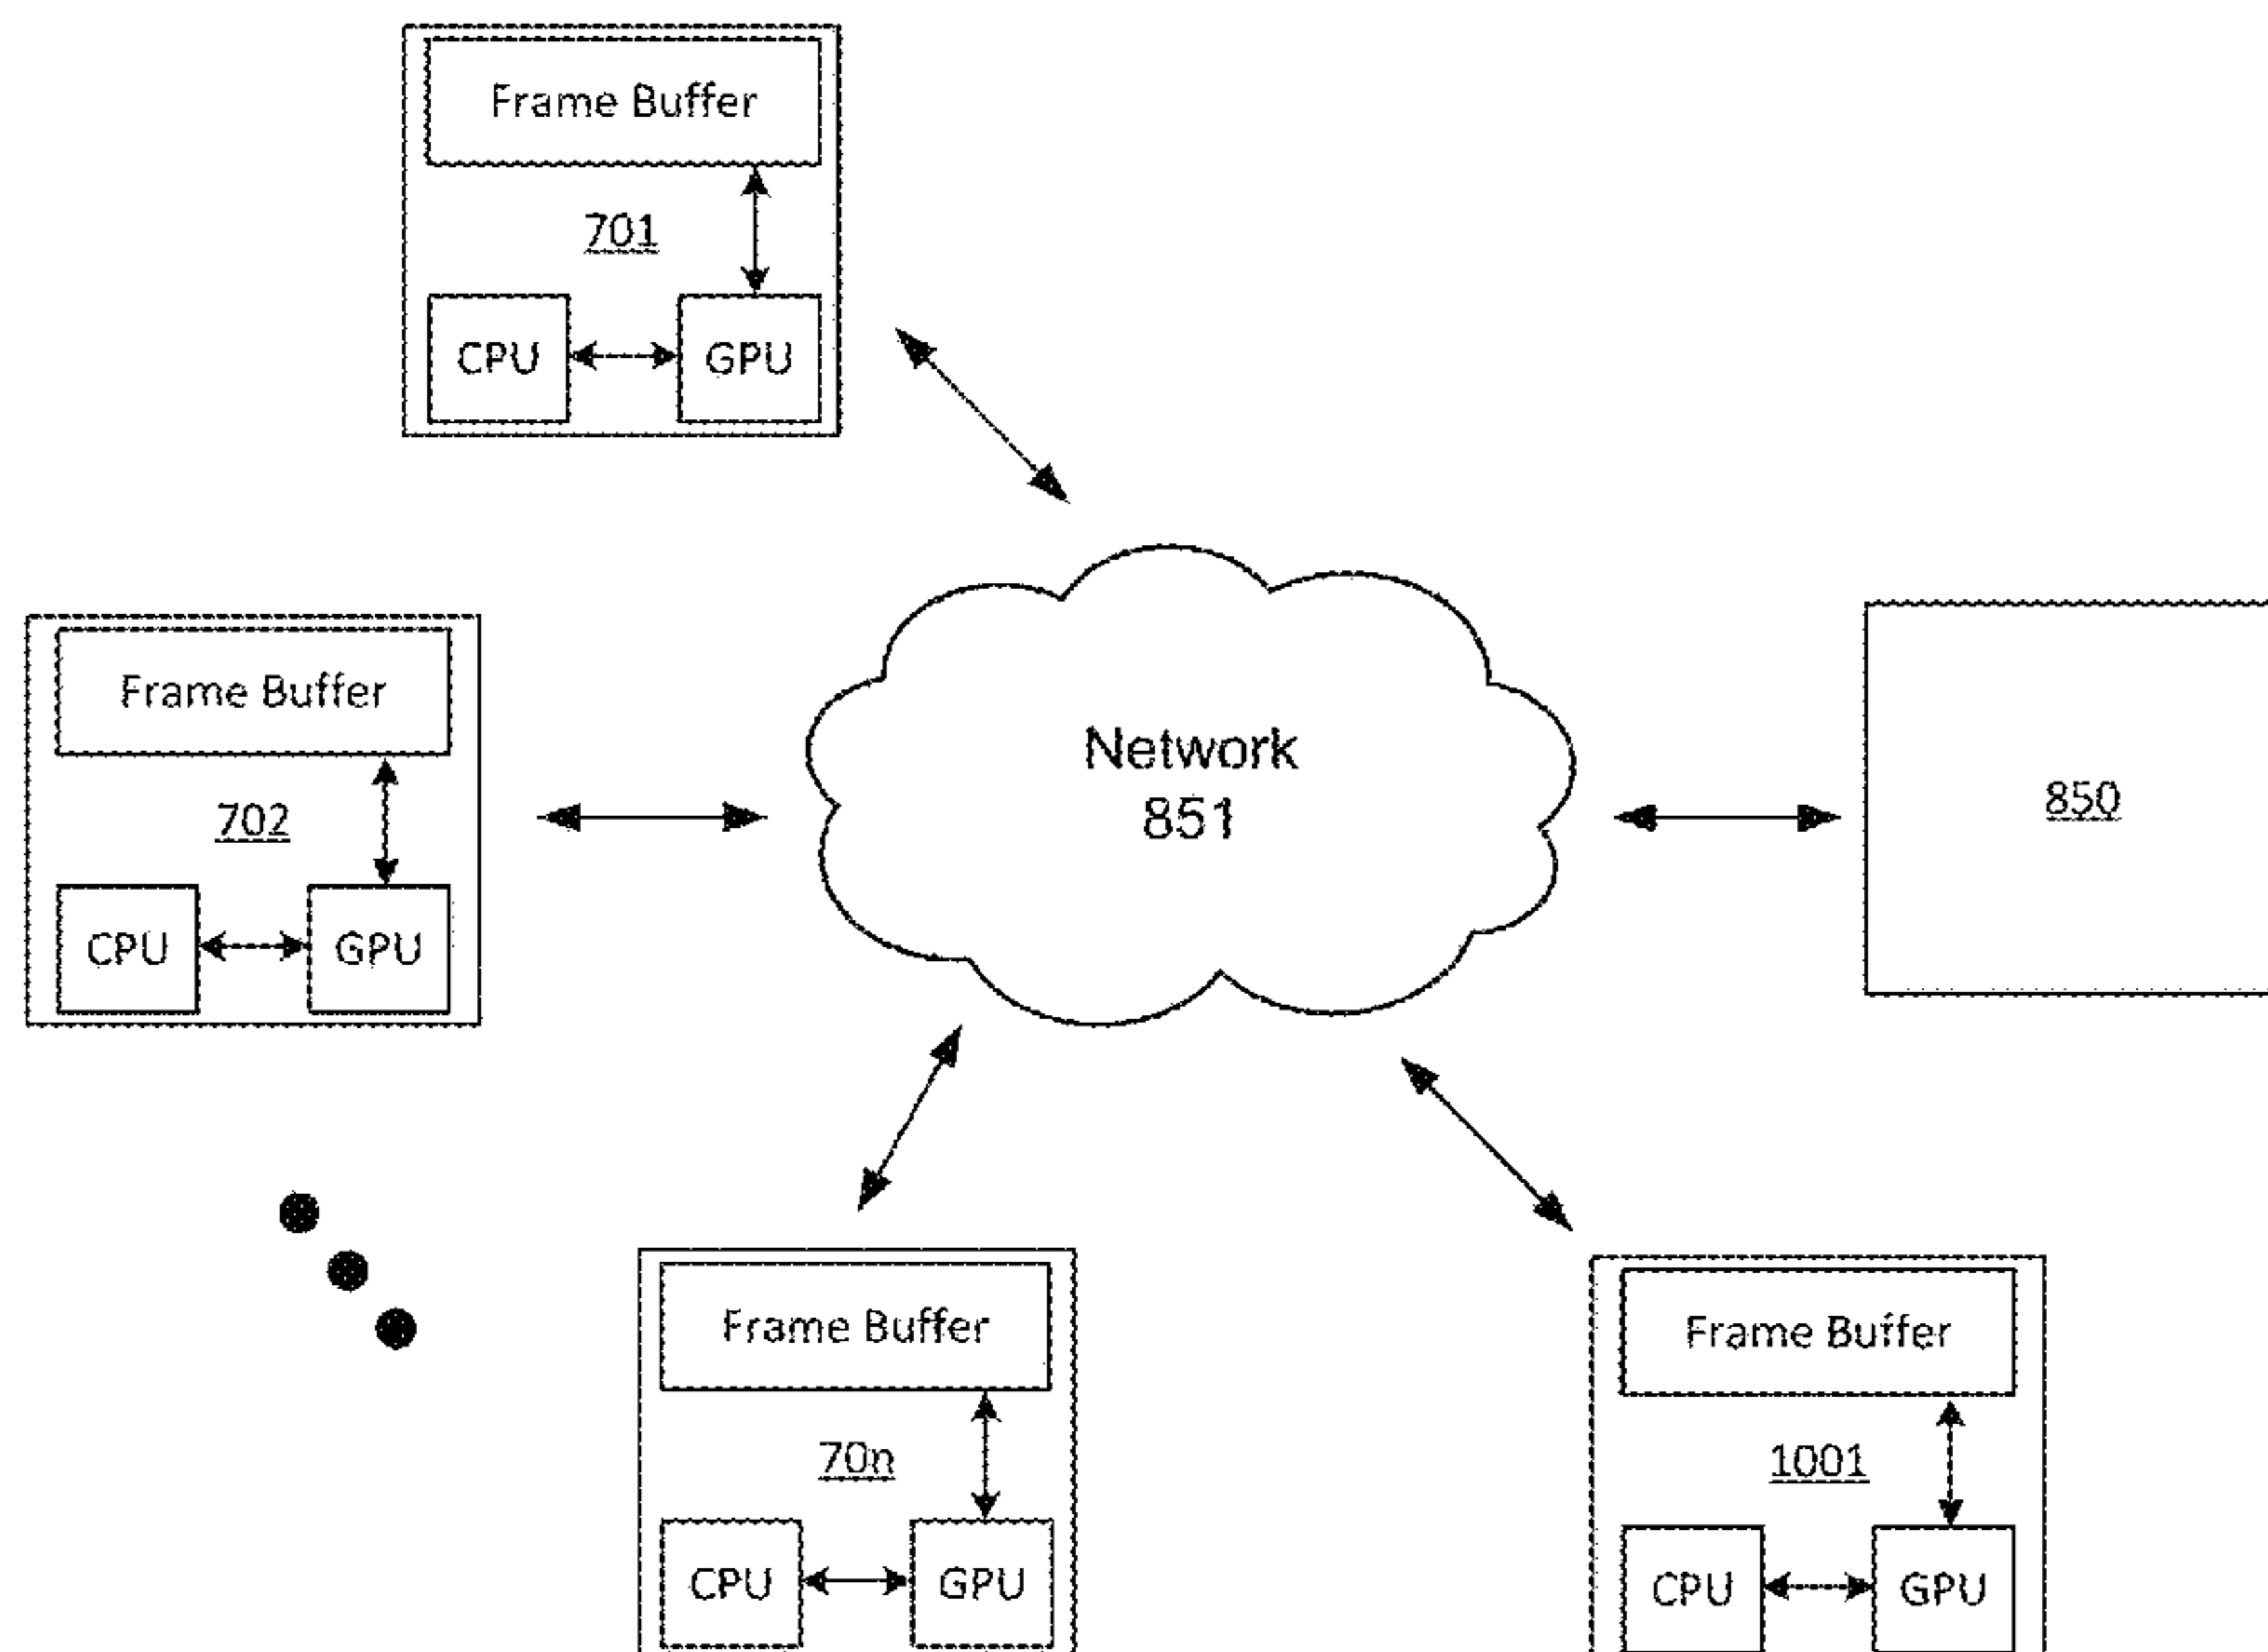 Frame Buffer
701
CPU
GPU
Frame Buffer
702
CPU
GPU
Network
851
850
Frame Buffer
70n
CPU
GPU
Frame Buffer
1001
CPU
GPU